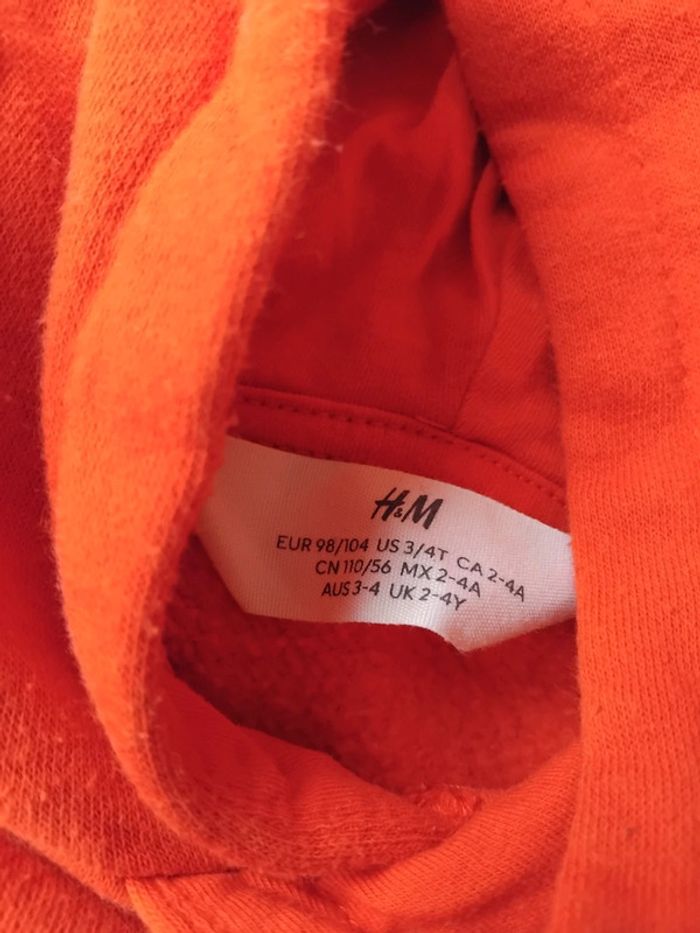 H&M
EUR 98/104 US 3/4T CA 2-4A
CN 110/56 MX 2-4A
AUS 3-4 UK 2-4Y